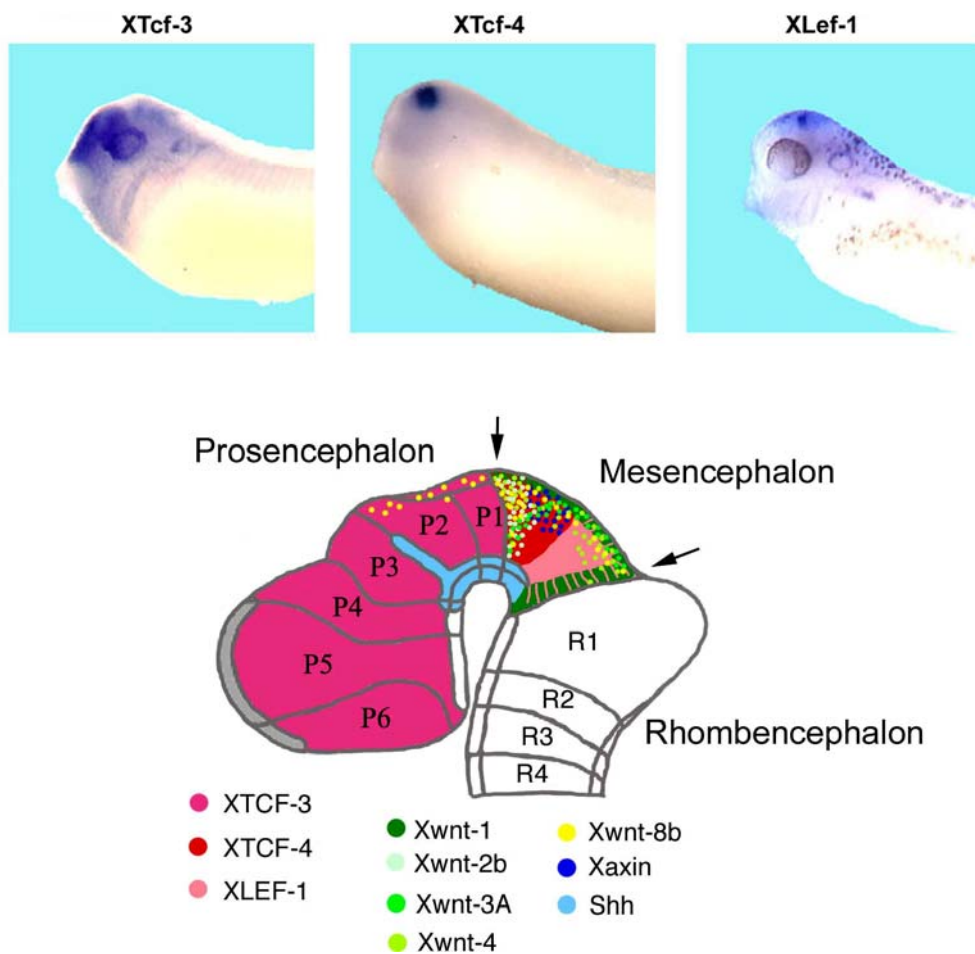 XTcf-3
XTcf-4
XLef-1
Prosencephalon
Mesencephalon
P1
P2
P3
P4
P5
P6
R1
R2
R3
R4
Rhombencephalon
XTCF-3
XTCF-4
XLEF-1
Xwnt-1
Xwnt-2b
Xwnt-3A
Xwnt-4
Xwnt-8b
Xaxin
Shh